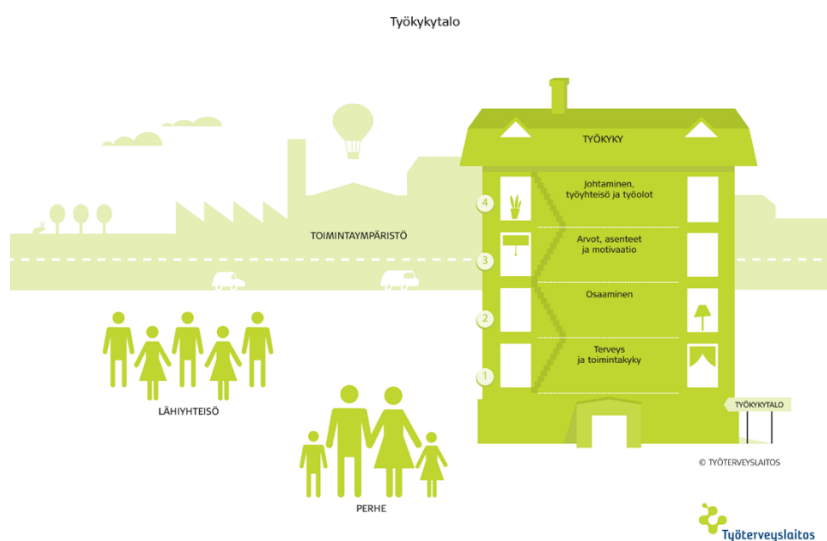 Työkykytalo
TYÖKYKY
Johtaminen,
työyhteisö ja työolot
4
Arvot, asenteet
ja motivaatio
3
Osaaminen
2
Terveys
ja toimintakyky
1
TOIMINTAYMPÄRISTÖ
LÄHIYHTEISÖ
PERHE
TYÖKYKYTALO
© TYÖTERVEYSLAITOS
Työterveyslaitos